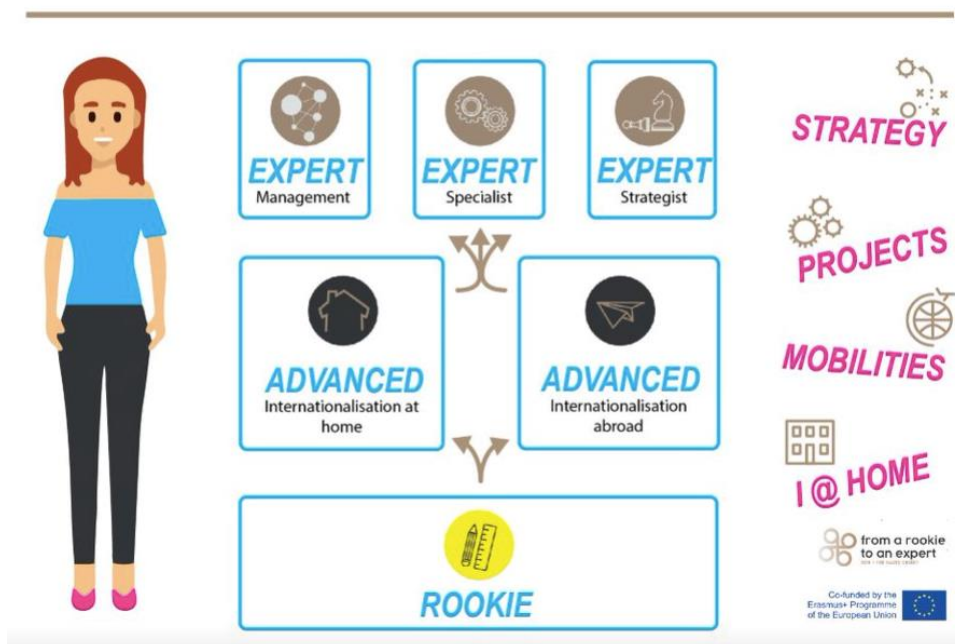 EXPERT
Management
EXPERT
Specialist
EXPERT
Strategist
ADVANCED
Internationalisation at
home
ADVANCED
Internationalisation
abroad
ROOKIE
STRATEGY
PROJECTS
MOBILITIES
I @ HOME
from a rookie
to an expert
Co-funded by the
Erasmus+ Programme
of the European Union